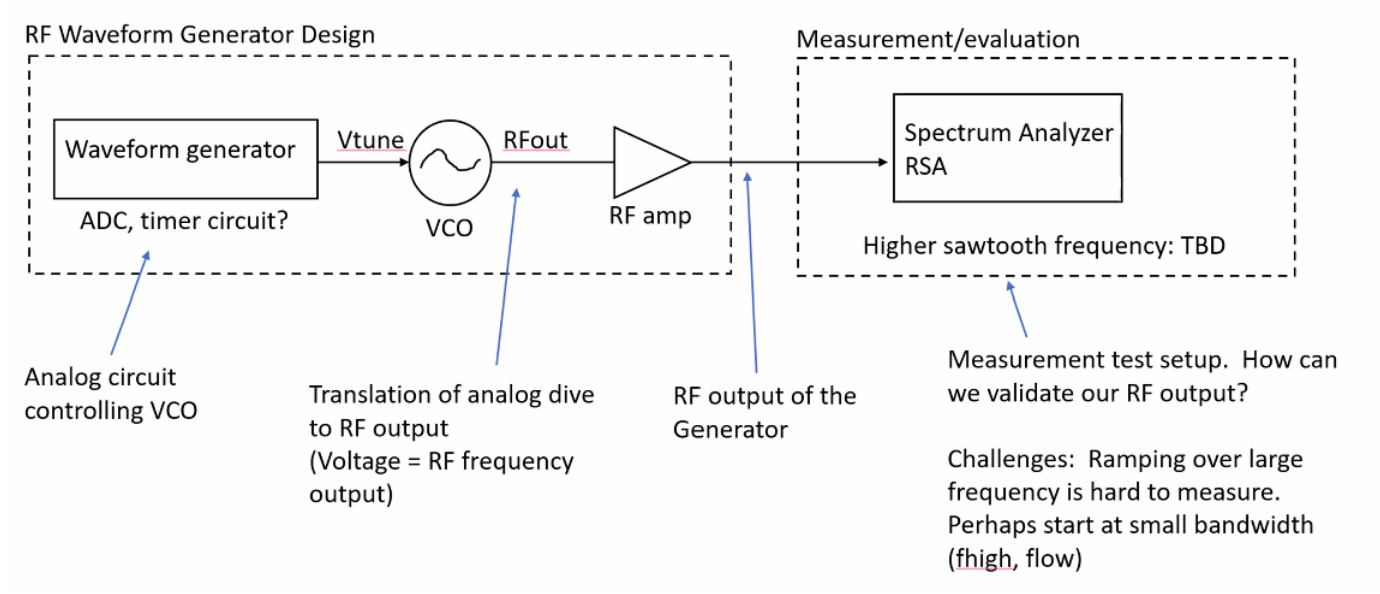 RF Waveform Generator Design
Measurement/evaluation
Waveform generator
Vtune
RFout
Spectrum Analyzer
RSA
ADC, timer circuit?
VCO
RF amp
Higher sawtooth frequency: TBD
Analog circuit
controlling VCO
Translation of analog dive
to RF output
(Voltage = RF frequency
output)
RF output of the
Generator
Measurement test setup.  How can
we validate our RF output?
Challenges:  Ramping over large
frequency is hard to measure.
Perhaps start at small bandwidth
(fhigh, flow)